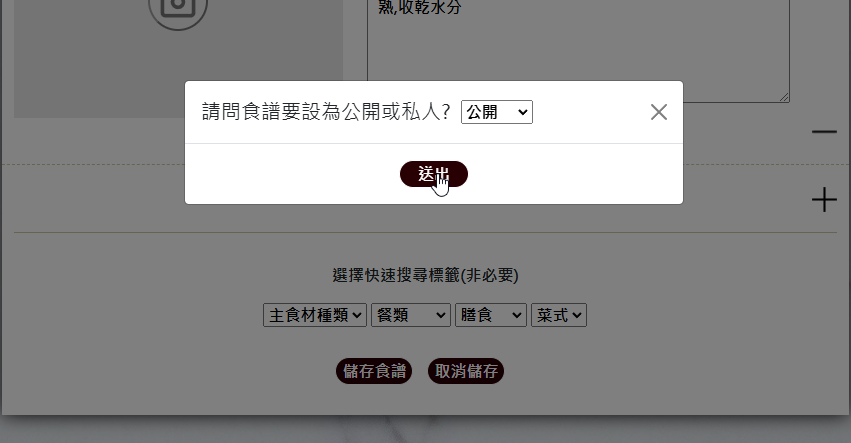 熟,收乾水分
請問食譜要設為公開或私人? 公開
送出
選擇快速搜尋標籤(非必要)
主食材種類 餐類 膳食 菜式
儲存食譜 取消儲存